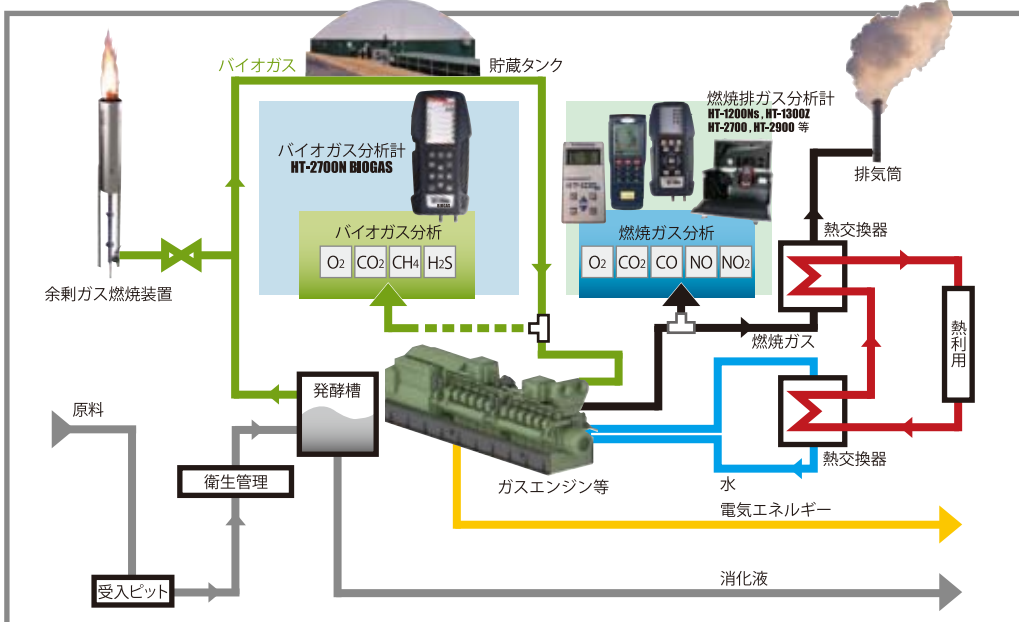 バイオガス
貯蔵タンク
バイオガス分析計
HT-2700N BIOGAS
燃焼排ガス分析計
HT-1200Ns , HT-1300Z
HT-2700 , HT-2900 等
排気筒
バイオガス分析
O₂ CO₂ CH₄ H₂S
燃焼ガス分析
O₂ CO₂ CO NO NO₂
熱交換器
余剰ガス燃焼装置
燃焼ガス
熱利用
発酵槽
原料
熱交換器
衛生管理
ガスエンジン等
水
電気エネルギー
受入ピット
消化液